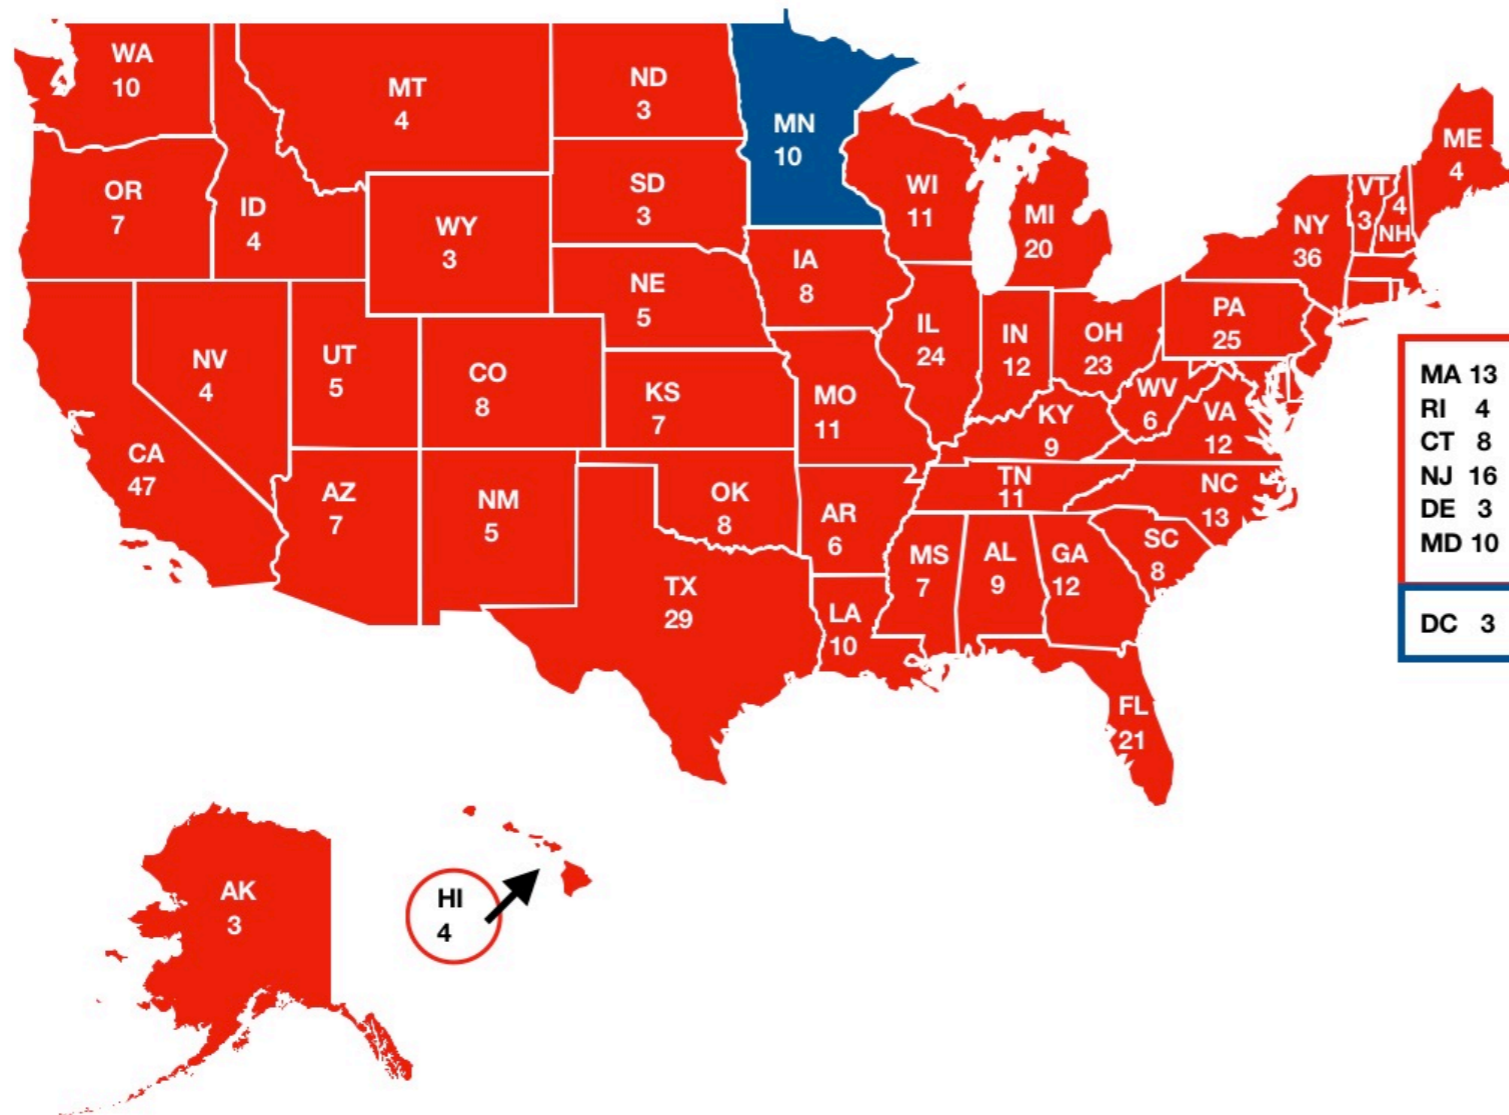 WA
10
MT
4
ND
3
MN
10
ME
4
OR
7
ID
4
WY
3
SD
3
WI
11
MI
20
VT
3
4
NH
NY
36
NE
5
IA
8
IL
24
IN
12
OH
23
PA
25
NV
4
UT
5
CO
8
KS
7
MO
11
KY
9
WV
6
VA
12
MA 13
RI 4
CT 8
NJ 16
DE 3
MD 10
DC 3
CA
47
AZ
7
NM
5
OK
8
AR
6
TN
11
NC
13
SC
8
TX
29
LA
10
MS
7
AL
9
GA
12
FL
21
AK
3
HI
4